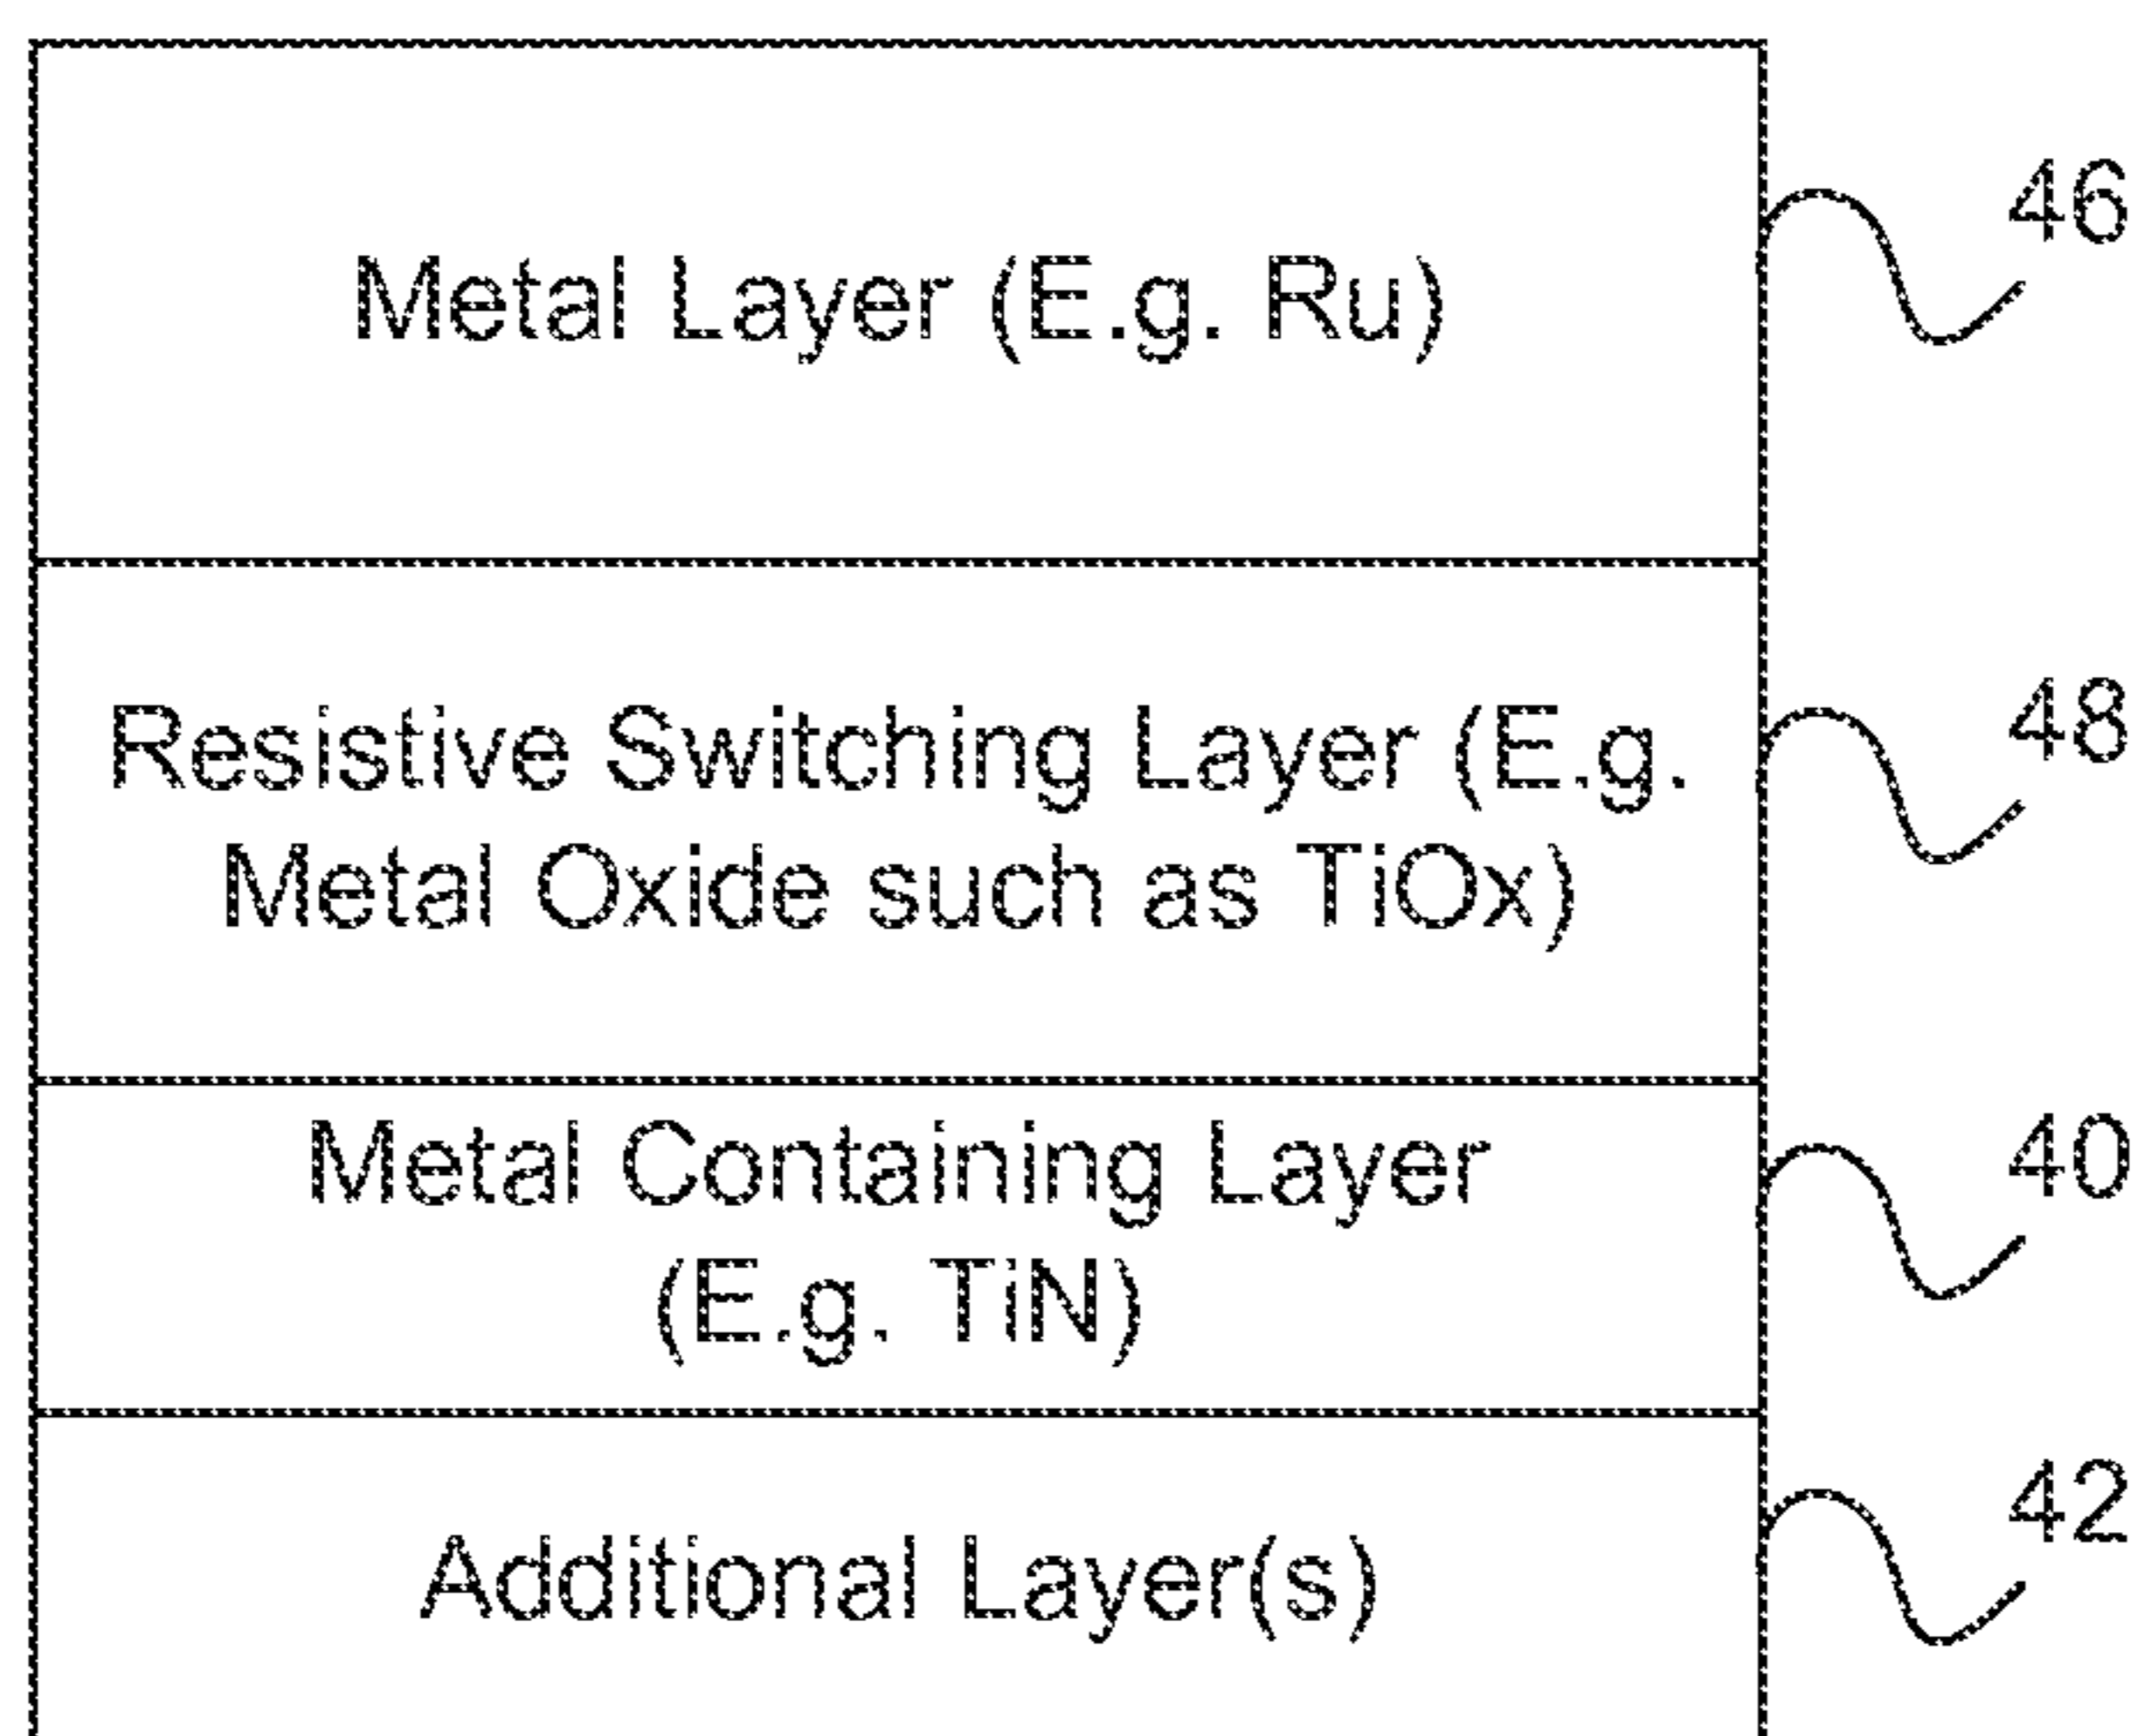 Metal Layer (E.g. Ru)
46
Resistive Switching Layer (E.g.
Metal Oxide such as TiOx)
48
Metal Containing Layer
(E.g. TiN)
40
Additional Layer(s)
42